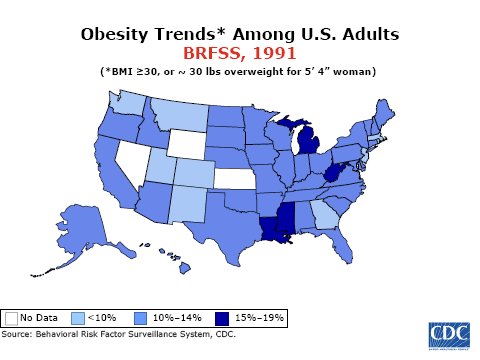 Obesity Trends* Among U.S. Adults
BRFSS, 1991
(*BMI ≥30, or ~ 30 lbs overweight for 5’ 4” woman)
No Data <10% 10%–14% 15%–19%
Source: Behavioral Risk Factor Surveillance System, CDC.
CDC